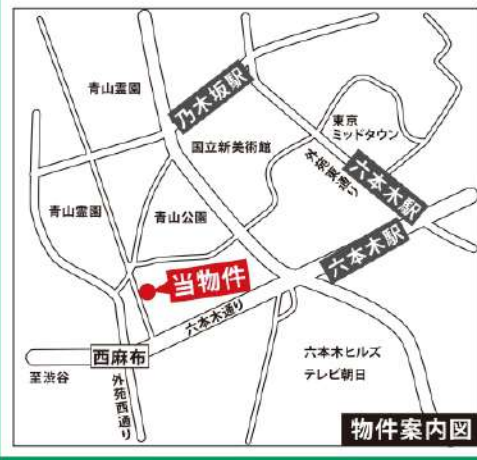 青山霊園
乃木坂駅
東京
ミッドタウン
国立新美術館
外苑東通り
六本木駅
青山霊園
青山公園
六本木駅
当物件
六本木通り
西麻布
至渋谷
外苑西通り
六本木ヒルズ
テレビ朝日
物件案内図